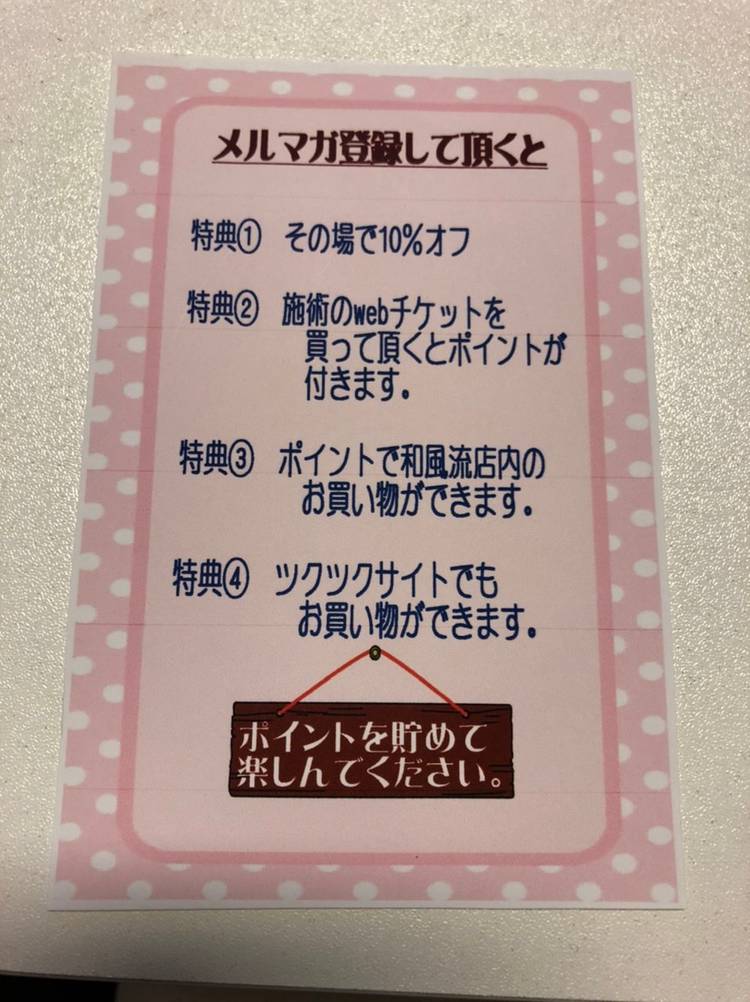 メルマガ登録して頂くと
特典① その場で10%オフ
特典② 施術のwebチケットを
買って頂くとポイントが
付きます。
特典③ ポイントで和風流店内の
お買い物ができます。
特典④ ツクツクサイトでも
お買い物ができます。
ポイントを貯めて
楽しんでください。